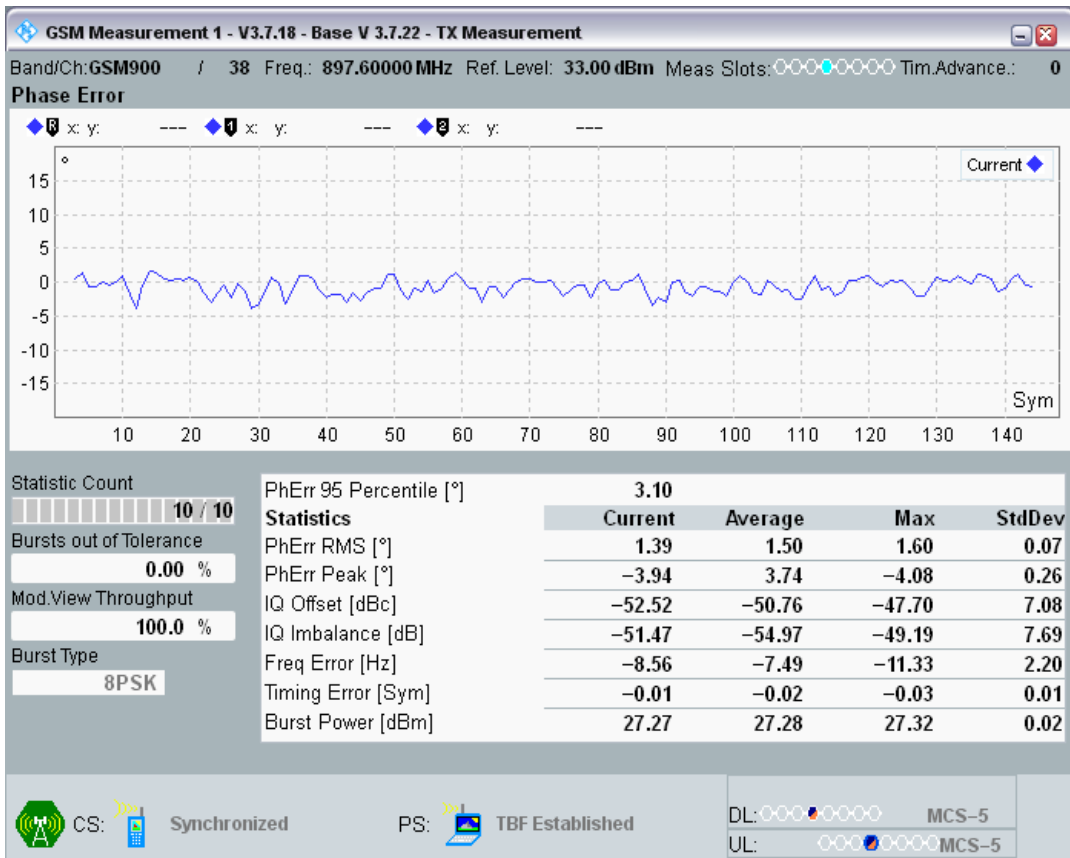 GSM Measurement 1 - V3.7.18 - Base V 3.7.22 - TX Measurement
Band/Ch:GSM900 / 38 Freq.: 897.60000 MHz Ref. Level: 33.00 dBm Meas Slots: Tim.Advance.: 0
Phase Error
R x: y: --- 1 x: y: --- 2 x: y: ---
°
Current
15
10
5
0
-5
-10
-15
Sym
10 20 30 40 50 60 70 80 90 100 110 120 130 140
Statistic Count
10 / 10
Bursts out of Tolerance
0.00 %
Mod.View Throughput
100.0 %
Burst Type
8PSK
PhErr 95 Percentile [°] 3.10
Statistics Current Average Max StdDev
PhErr RMS [°] 1.39 1.50 1.60 0.07
PhErr Peak [°] −3.94 3.74 −4.08 0.26
IQ Offset [dBc] −52.52 −50.76 −47.70 7.08
IQ Imbalance [dB] −51.47 −54.97 −49.19 7.69
Freq Error [Hz] −8.56 −7.49 −11.33 2.20
Timing Error [Sym] −0.01 −0.02 −0.03 0.01
Burst Power [dBm] 27.27 27.28 27.32 0.02
CS: Synchronized PS: TBF Established
DL: MCS−5
UL: MCS−5